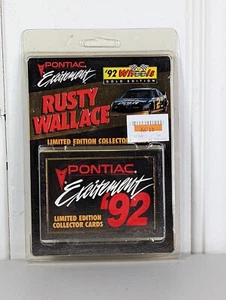 PONTIAC
Excitement
'92 Wheels
GOLD EDITION
RUSTY
WALLACE
LIMITED EDITION COLLECTOR
PONTIAC.
Excitement
'92
LIMITED EDITION
COLLECTOR CARDS